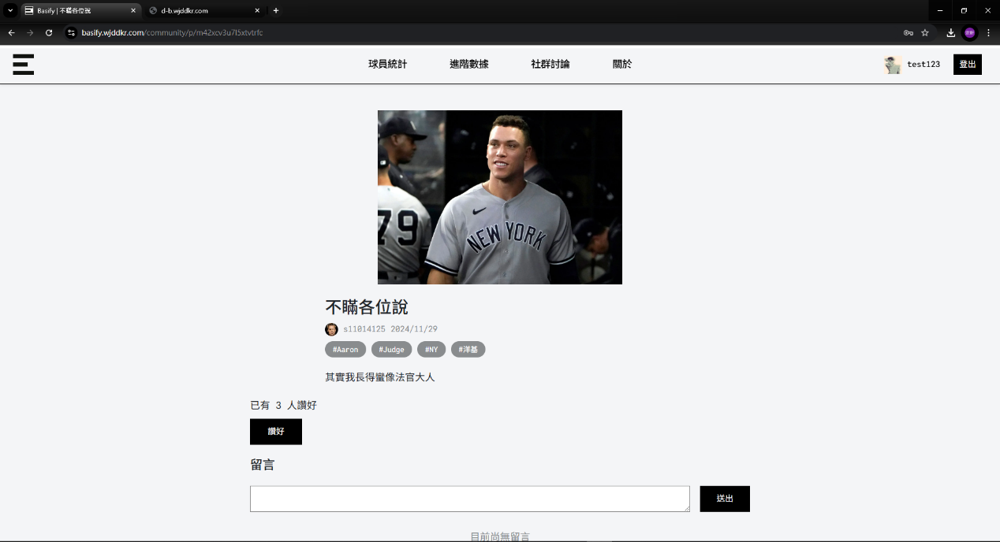 Basify | 不瞞各位說
d-b.wjddkr.com
basify.wjddkr.com/community/p/m42xcv3u7l5xtvtrfc
球員統計 進階數據 社群討論 關於
test123 登出
79
NEW YORK
不瞞各位說
s11014125 2024/11/29
#Aaron #Judge #NY #洋基
其實我長得蠻像法官大人
已有 3 人讚好
讚好
留言
送出
目前尚無留言